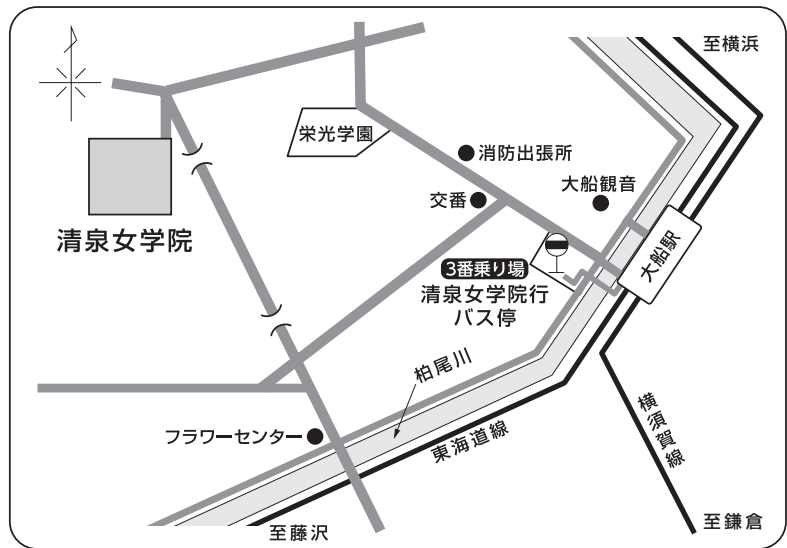 至横浜
栄光学園
消防出張所
大船観音
交番
清泉女学院
大船駅
3番乗り場
清泉女学院行
バス停
柏尾川
横須賀線
フラワーセンター
東海道線
至藤沢
至鎌倉